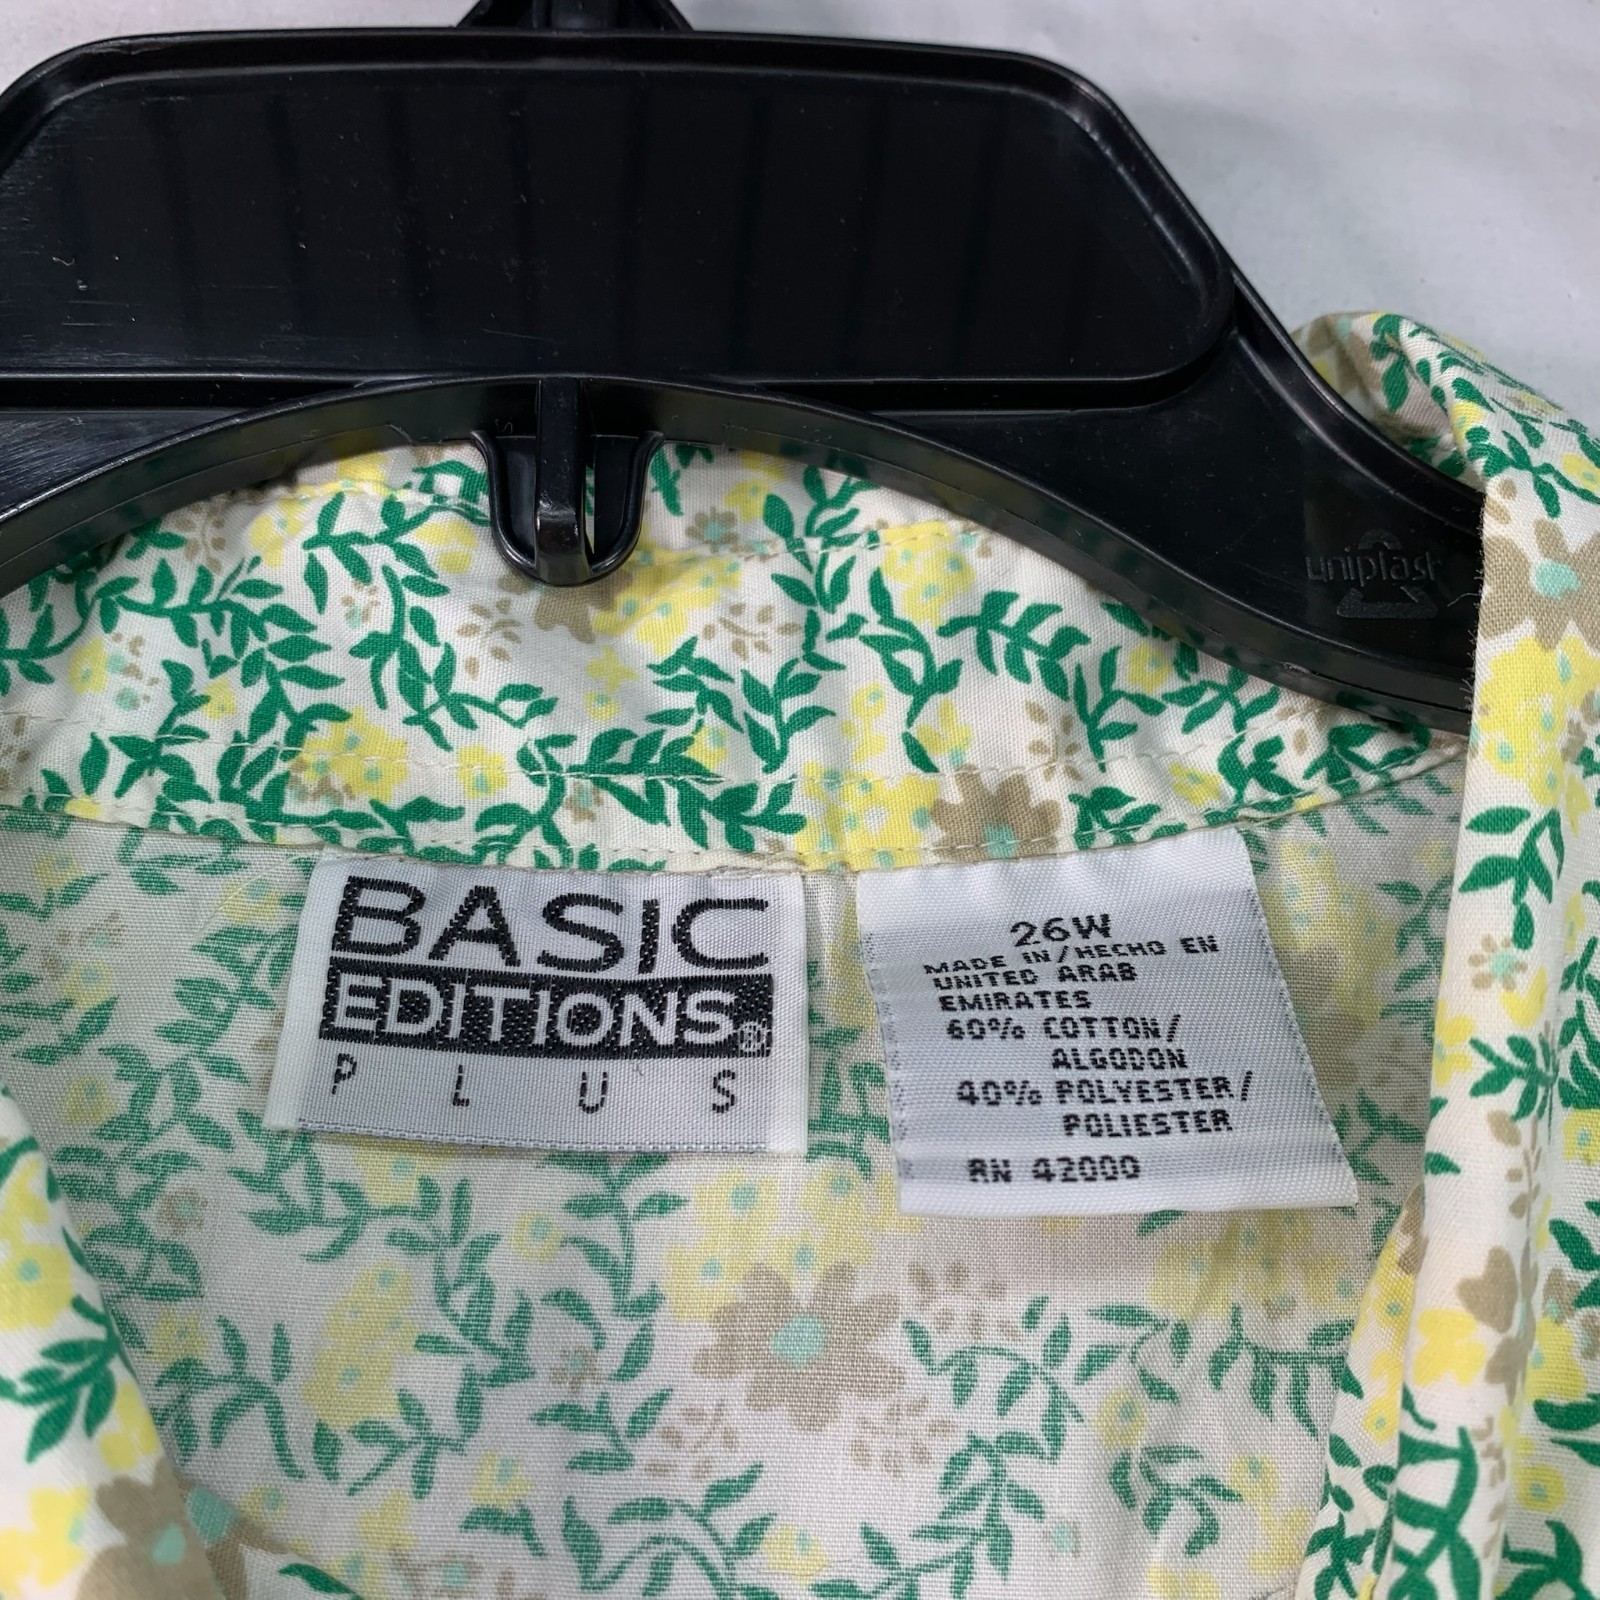 uniplast
BASIC
EDITIONS®
PLUS
26W
MADE IN/HECHO EN
UNITED ARAB
EMIRATES
60% COTTON/
ALGODON
40% POLYESTER/
POLIESTER
RN 42000